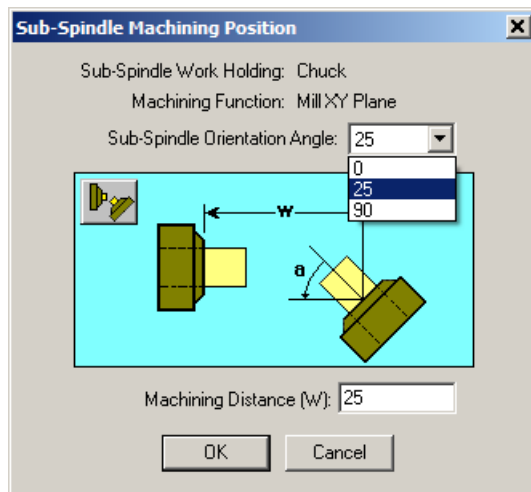 Sub-Spindle Machining Position
Sub-Spindle Work Holding: Chuck
Machining Function: Mill XY Plane
Sub-Spindle Orientation Angle: 25
0
25
90
w
a
Machining Distance (W): 25
OK Cancel